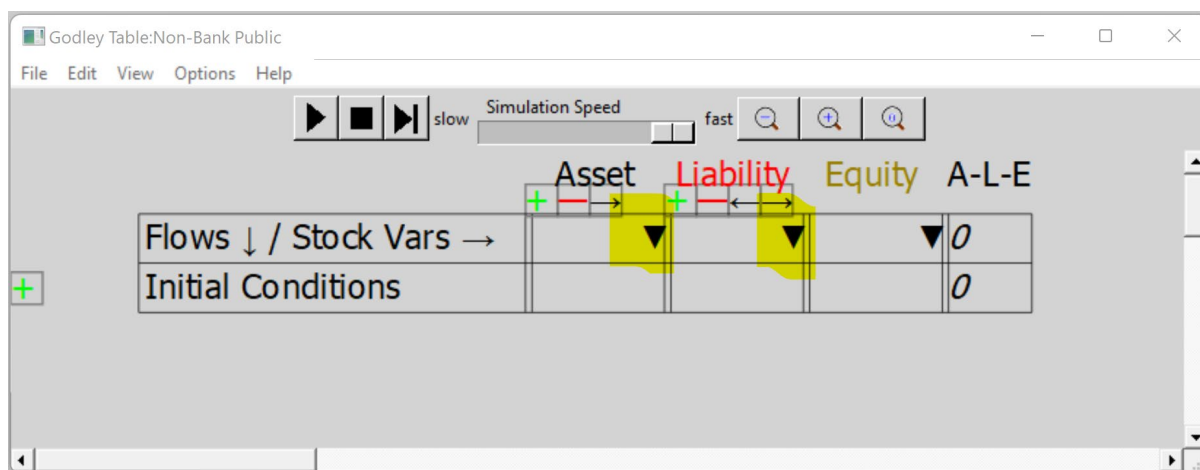 Godley Table:Non-Bank Public
File Edit View Options Help
slow Simulation Speed fast
Asset Liability Equity A-L-E
Flows ↓ / Stock Vars → 0
Initial Conditions 0